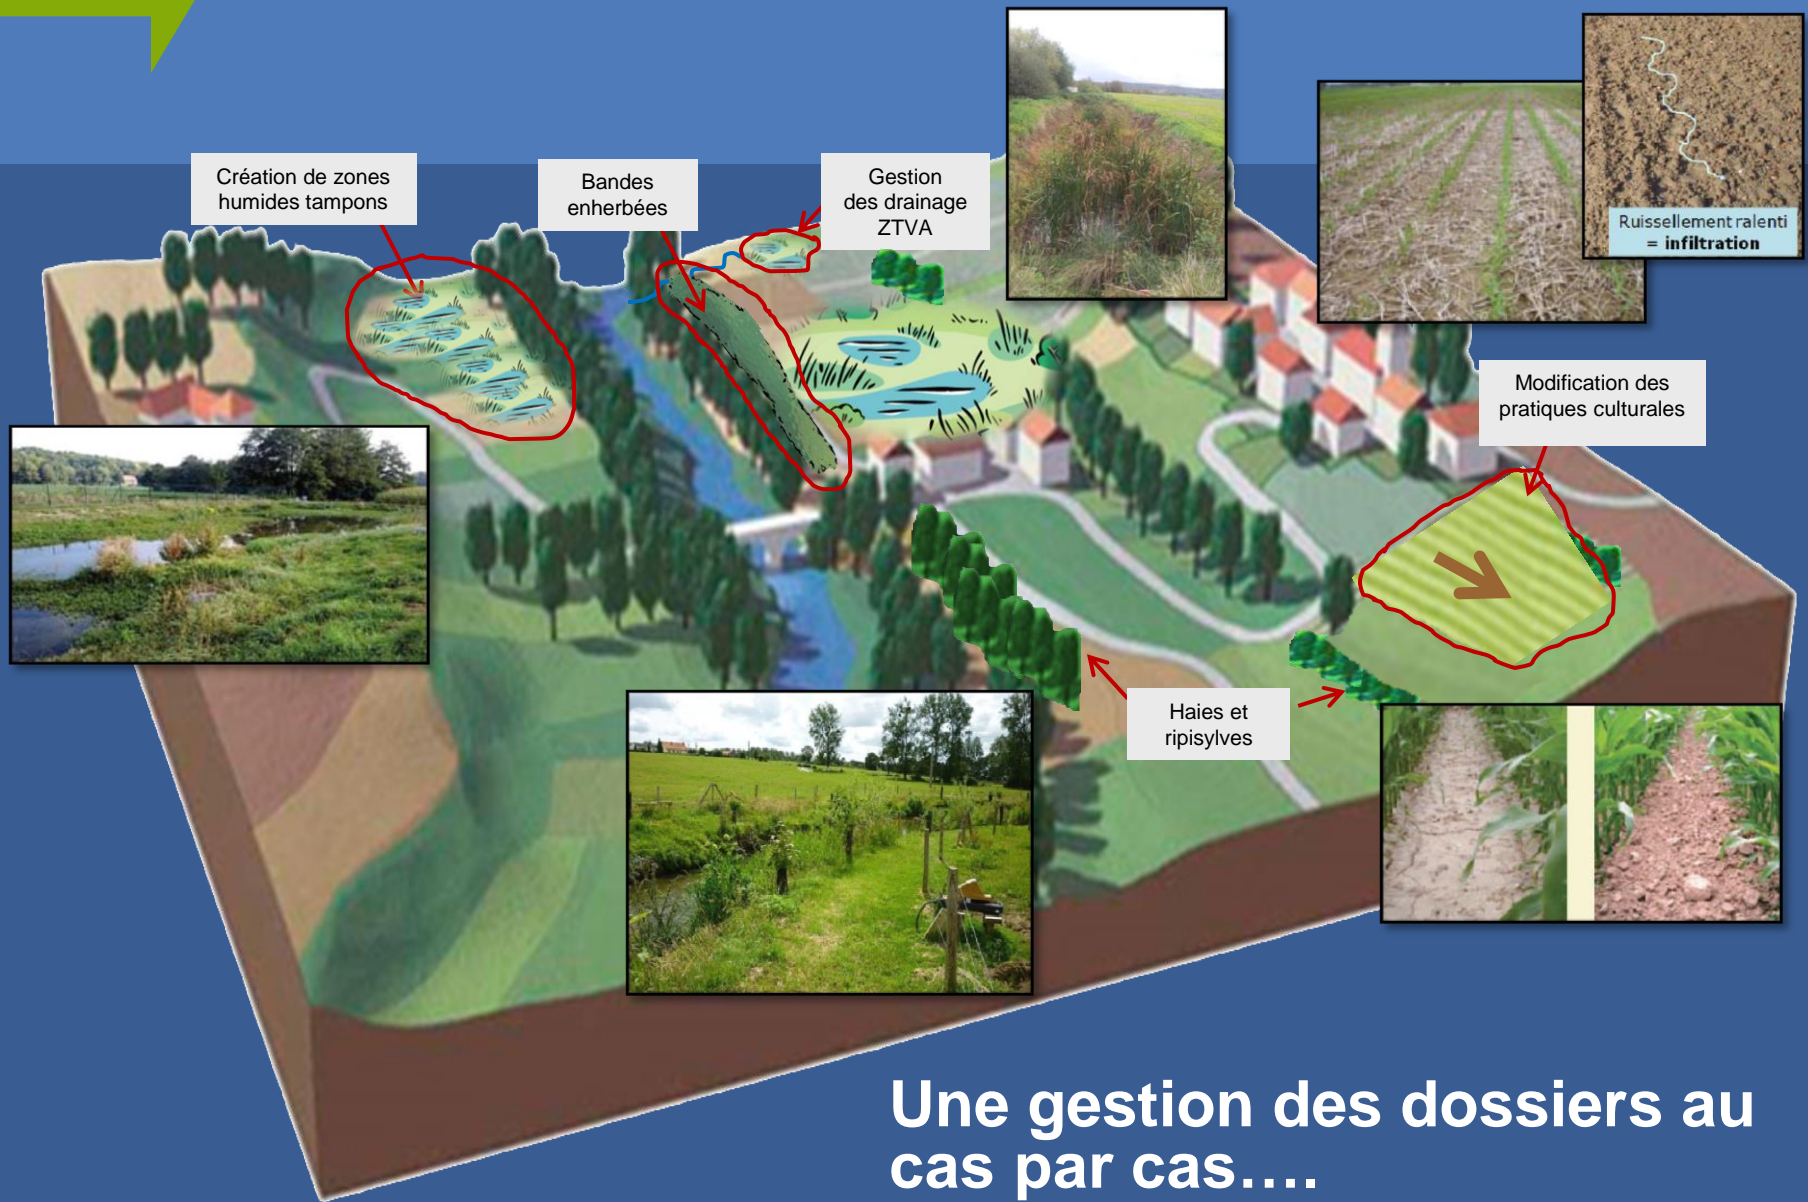 Création de zones
humides tampons
Bandes
enherbées
Gestion
des drainage
ZTVA
Ruissellement ralenti
= infiltration
Modification des
pratiques culturales
Haies et
ripisylves
Une gestion des dossiers au
cas par cas....